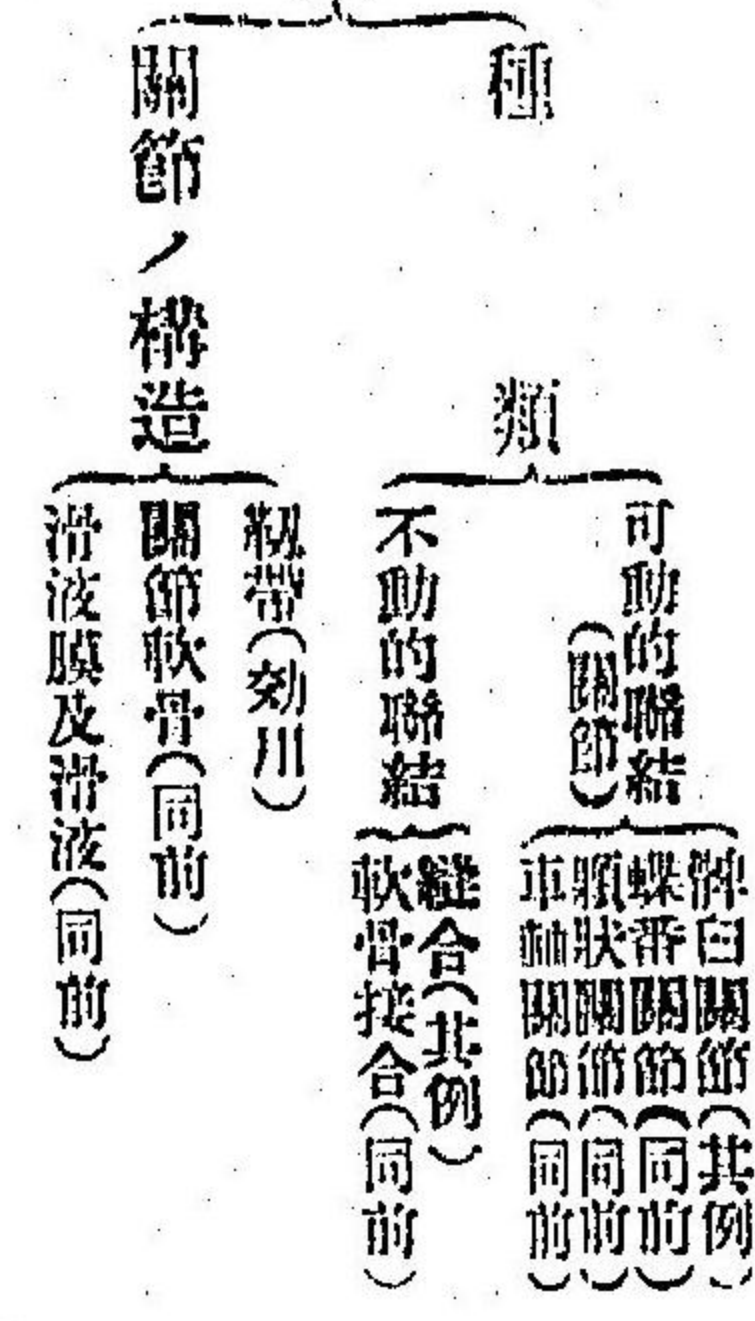 種類
可動的聯結
(關節)
髀臼關節(其例)
蝶番關節(同前)
顆狀關節(同前)
車軸關節(同前)
不動的聯結
縫合(其例)
軟骨接合(同前)
關節ノ構造
靱帶(効用)
關節軟骨(同前)
滑液膜及滑液(同前)